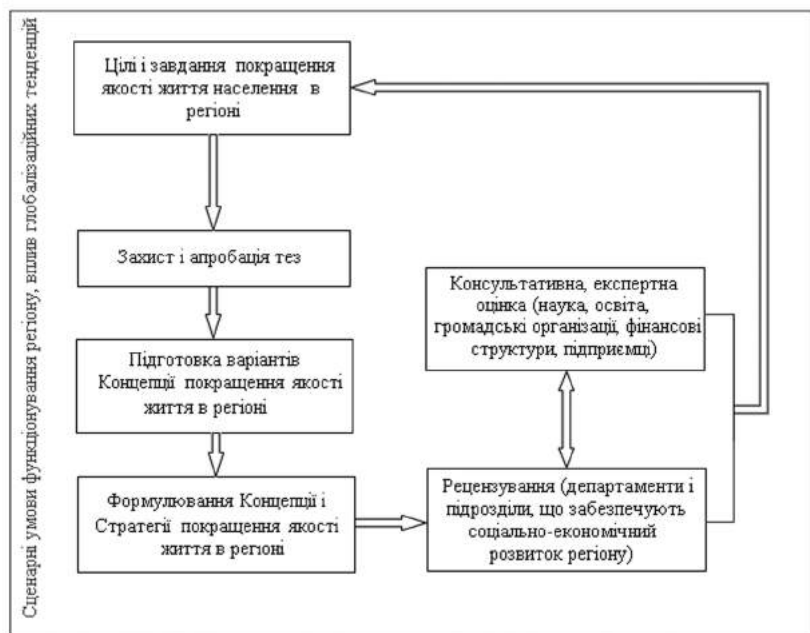 Сценарні умови функціонування регіону, вплив глобалізаційних тенденцій
Цілі і завдання покращення
якості життя населення в
регіоні
Захист і апробація тез
Підготовка варіантів
Концепції покращення якості
життя в регіоні
Формулювання Концепції і
Стратегії покращення якості
життя в регіоні
Консультативна, експертна
оцінка (наука, освіта,
громадські організації, фінансові
структури, підприємці)
Рецензування (департаменти і
підрозділи, що забезпечують
соціально-економічний
розвиток регіону)